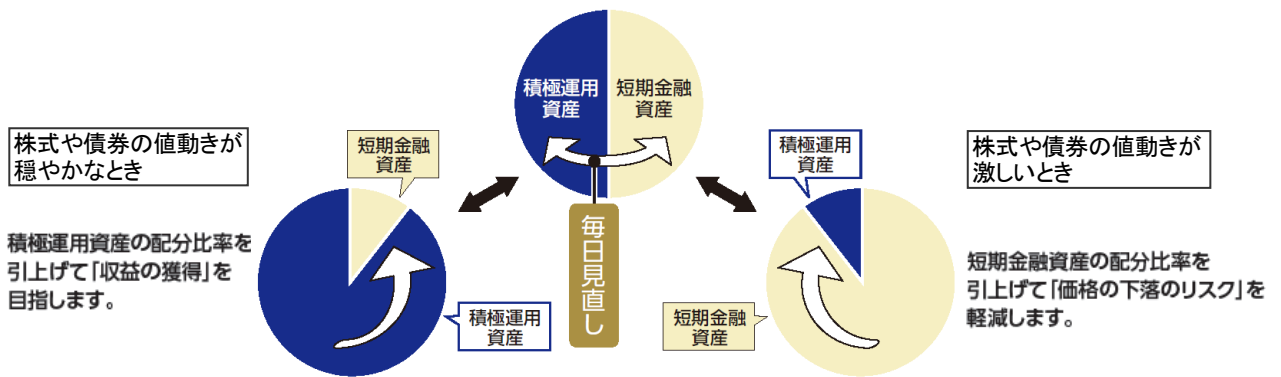 積極運用
資産
短期金融
資産
毎日見直し
株式や債券の値動きが
穏やかなとき
積極運用資産の配分比率を
引上げて「収益の獲得」を
目指します。
短期金融
資産
積極運用
資産
株式や債券の値動きが
激しいとき
短期金融資産の配分比率を
引上げて「価格の下落のリスク」を
軽減します。
積極運用
資産
短期金融
資産